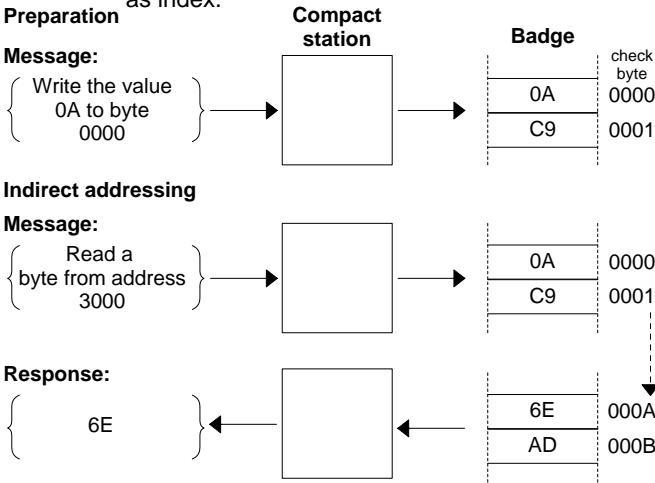 as index.
Preparation
Compact
station
Badge
Message:
check
byte
Write the value
0A to byte
0000
0A
0000
C9
0001
Indirect addressing
Message:
Read a
byte from address
3000
0A
0000
C9
0001
Response:
6E
6E
000A
AD
000B